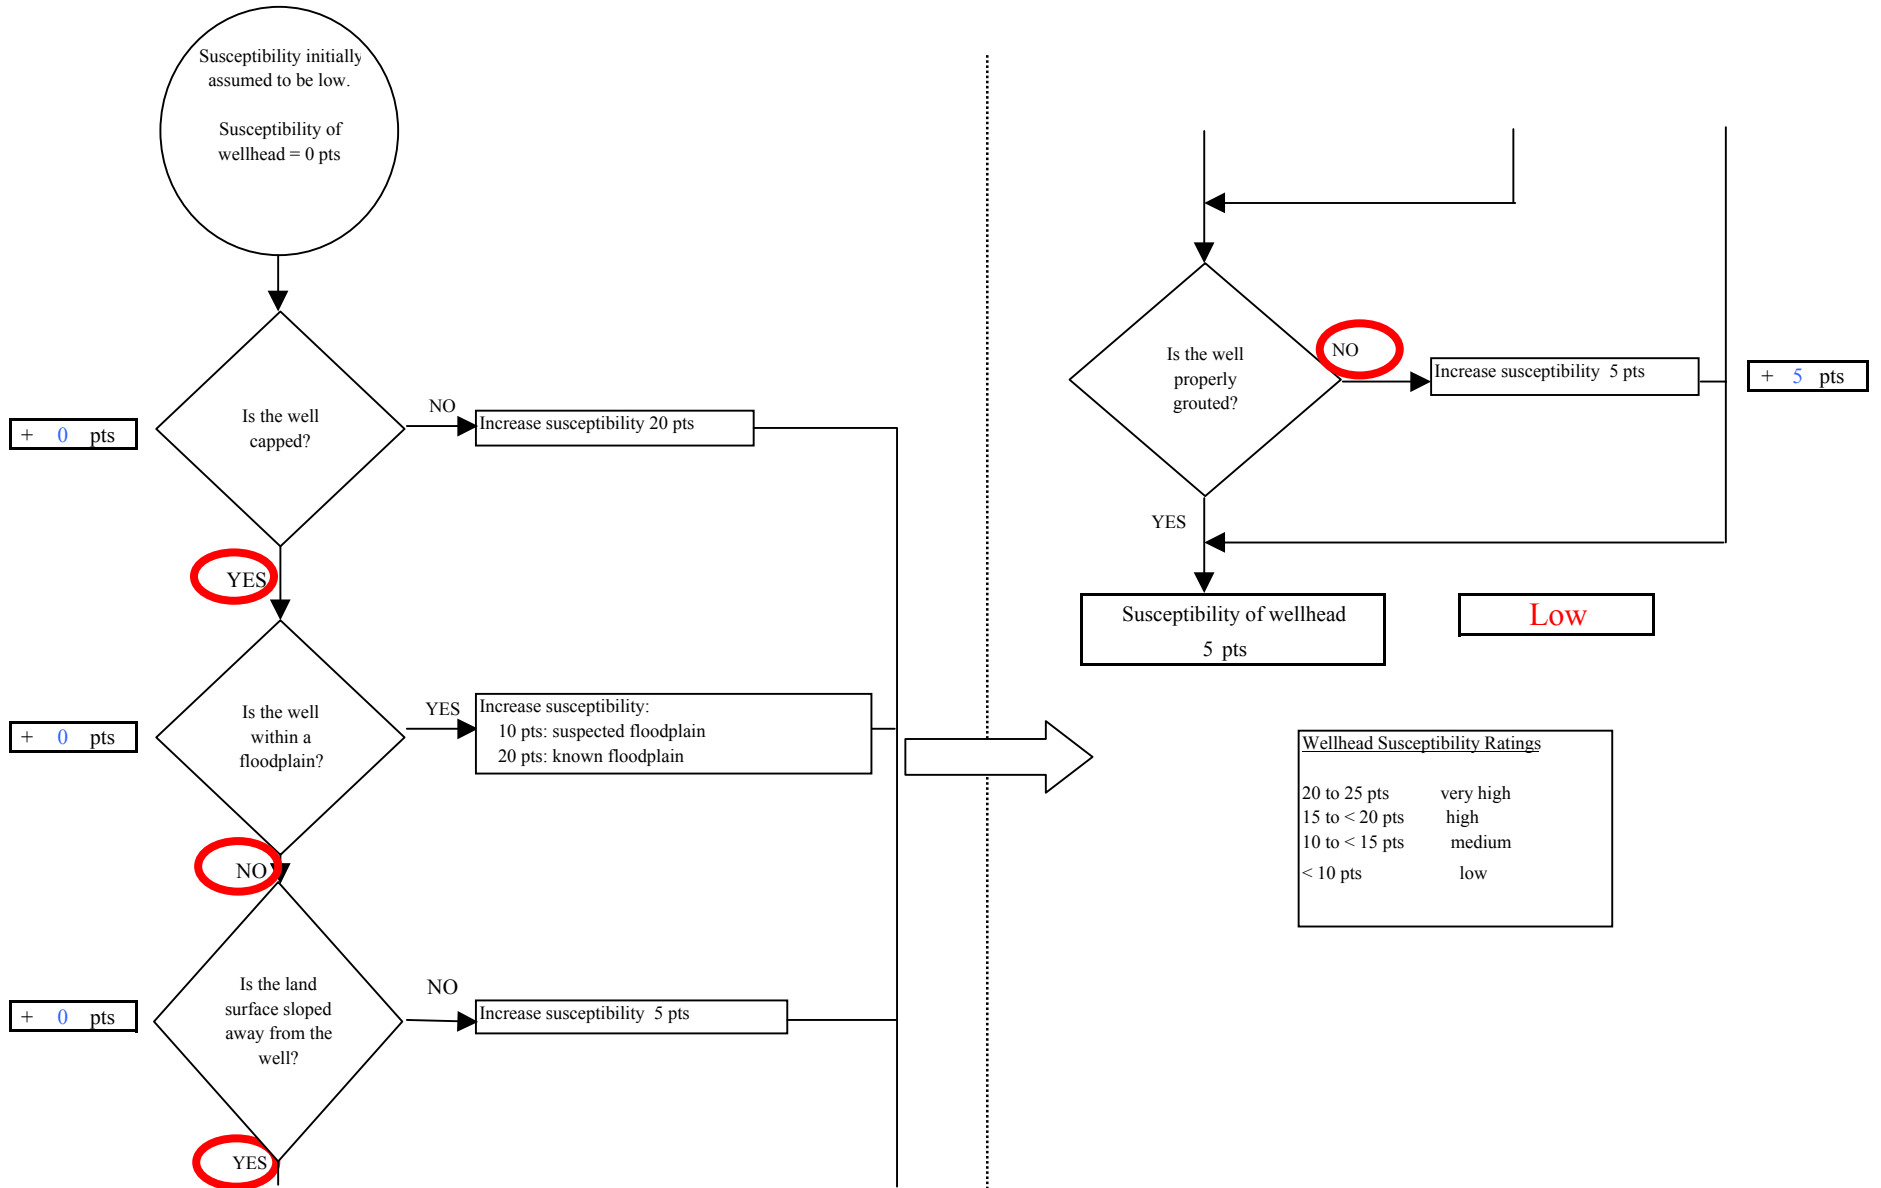 Susceptibility initially
assumed to be low.
Susceptibility of
wellhead = 0 pts
+ 0 pts
Is the well
capped?
NO
Increase susceptibility 20 pts
YES
+ 0 pts
Is the well
within a
floodplain?
YES
Increase susceptibility:
10 pts: suspected floodplain
20 pts: known floodplain
NO
+ 0 pts
Is the land
surface sloped
away from the
well?
NO
Increase susceptibility 5 pts
YES
Is the well
properly
grouted?
NO
Increase susceptibility 5 pts
+ 5 pts
YES
Susceptibility of wellhead
5 pts
Low
Wellhead Susceptibility Ratings
20 to 25 pts very high
15 to < 20 pts high
10 to < 15 pts medium
< 10 pts low